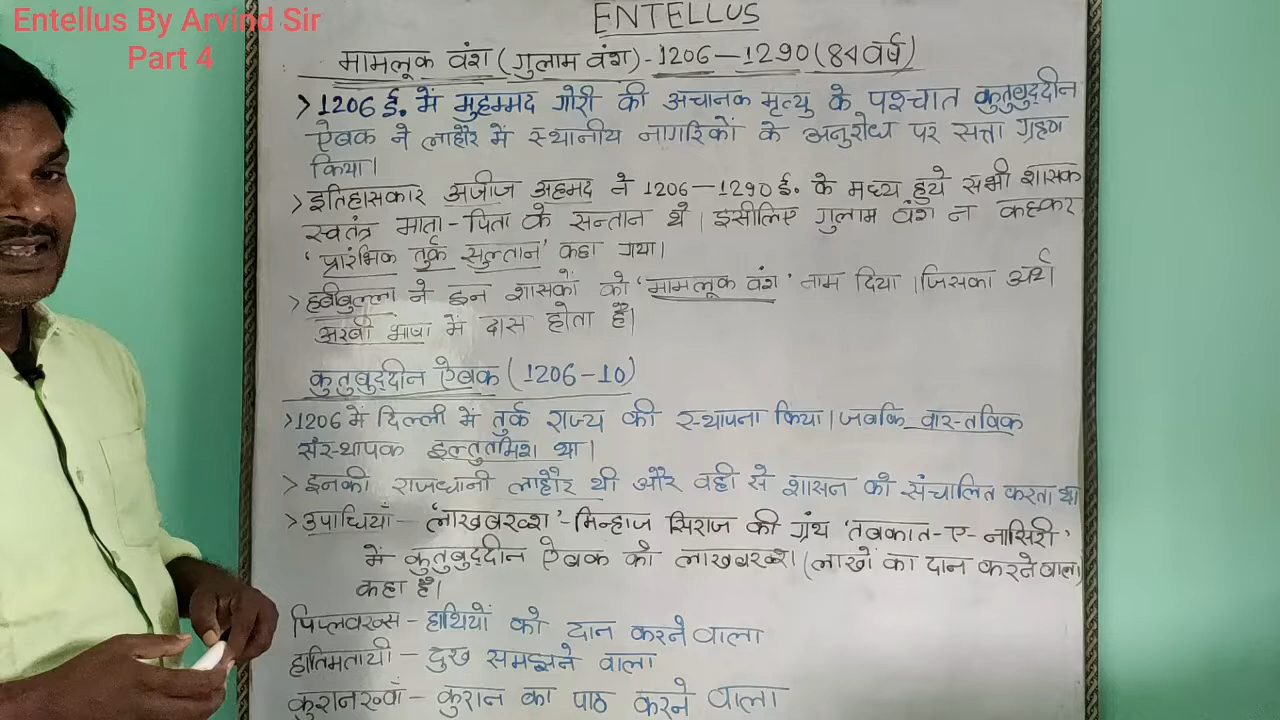 Entellus By Arvind Sir
Part 4
ENTELLUS
मामलूक वंश (गुलाम वंश) - 1206 - 1290 (84 वर्ष)
> 1206 ई. में मुहम्मद गोरी की अचानक मृत्यु के पश्चात कुतुबुद्दीन
ऐबक ने लाहौर में स्थानीय नागरिकों के अनुरोध पर सत्ता ग्रहण
किया।
> इतिहासकार अजीज अहमद ने 1206-1290 ई. के मध्य हुये सभी शासक
स्वतंत्र माता-पिता के सन्तान थे। इसीलिए गुलाम वंश न कहकर
'प्रारंभिक तुर्क सुल्तान' कहा गया।
> हबीबुल्ला ने इन शासकों को 'मामलूक वंश' नाम दिया। जिसका अर्थ
अरबी भाषा में दास होता है।
कुतुबुद्दीन ऐबक (1206-10)
> 1206 में दिल्ली में तुर्क राज्य की स्थापना किया। जबकि वास्तविक
संस्थापक इल्तुतमिश था।
> इनकी राजधानी लाहौर थी और वही से शासन को संचालित करता था
> उपाधियाँ - 'लाखबख्श' - मिन्हाज सिराज की ग्रंथ 'तबकात-ए-नासिरी'
में कुतुबुद्दीन ऐबक को लाखबख्श (लाखों का दान करने वाला)
कहा है।
पिप्लवख्स - हाथियों को दान करने वाला
हातिमतायी - दुख समझने वाला
कुरानख्वाँ - कुरान का पाठ करने वाला